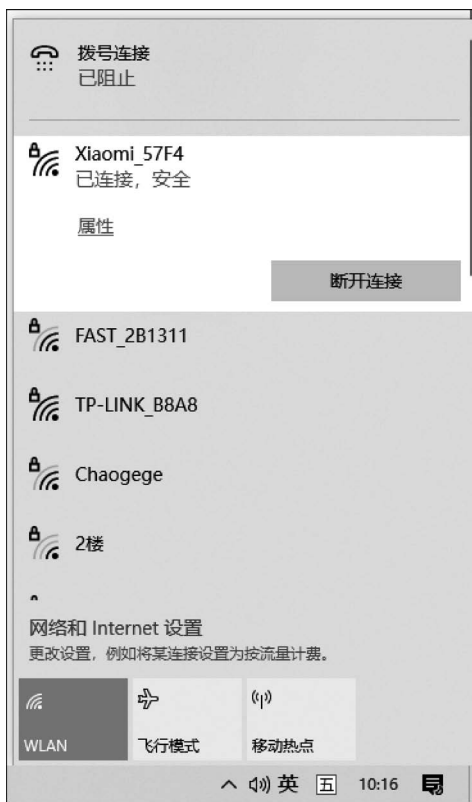 拨号连接
已阻止
Xiaomi_57F4
已连接，安全
属性
断开连接
FAST_2B1311
TP-LINK_B8A8
Chaogege
2楼
网络和 Internet 设置
更改设置，例如将某连接设置为按流量计费。
WLAN
飞行模式
移动热点
英 五 10:16